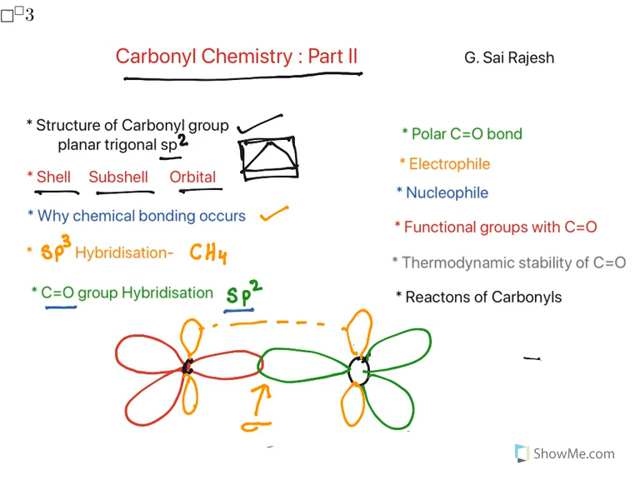 □□3
Carbonyl Chemistry : Part II
G. Sai Rajesh
* Structure of Carbonyl group
planar trigonal sp2
* Shell Subshell Orbital
* Why chemical bonding occurs
* Sp3 Hybridisation- CH4
* C=O group Hybridisation Sp2
* Polar C=O bond
* Electrophile
* Nucleophile
* Functional groups with C=O
* Thermodynamic stability of C=O
* Reactons of Carbonyls
C
σ
ShowMe.com